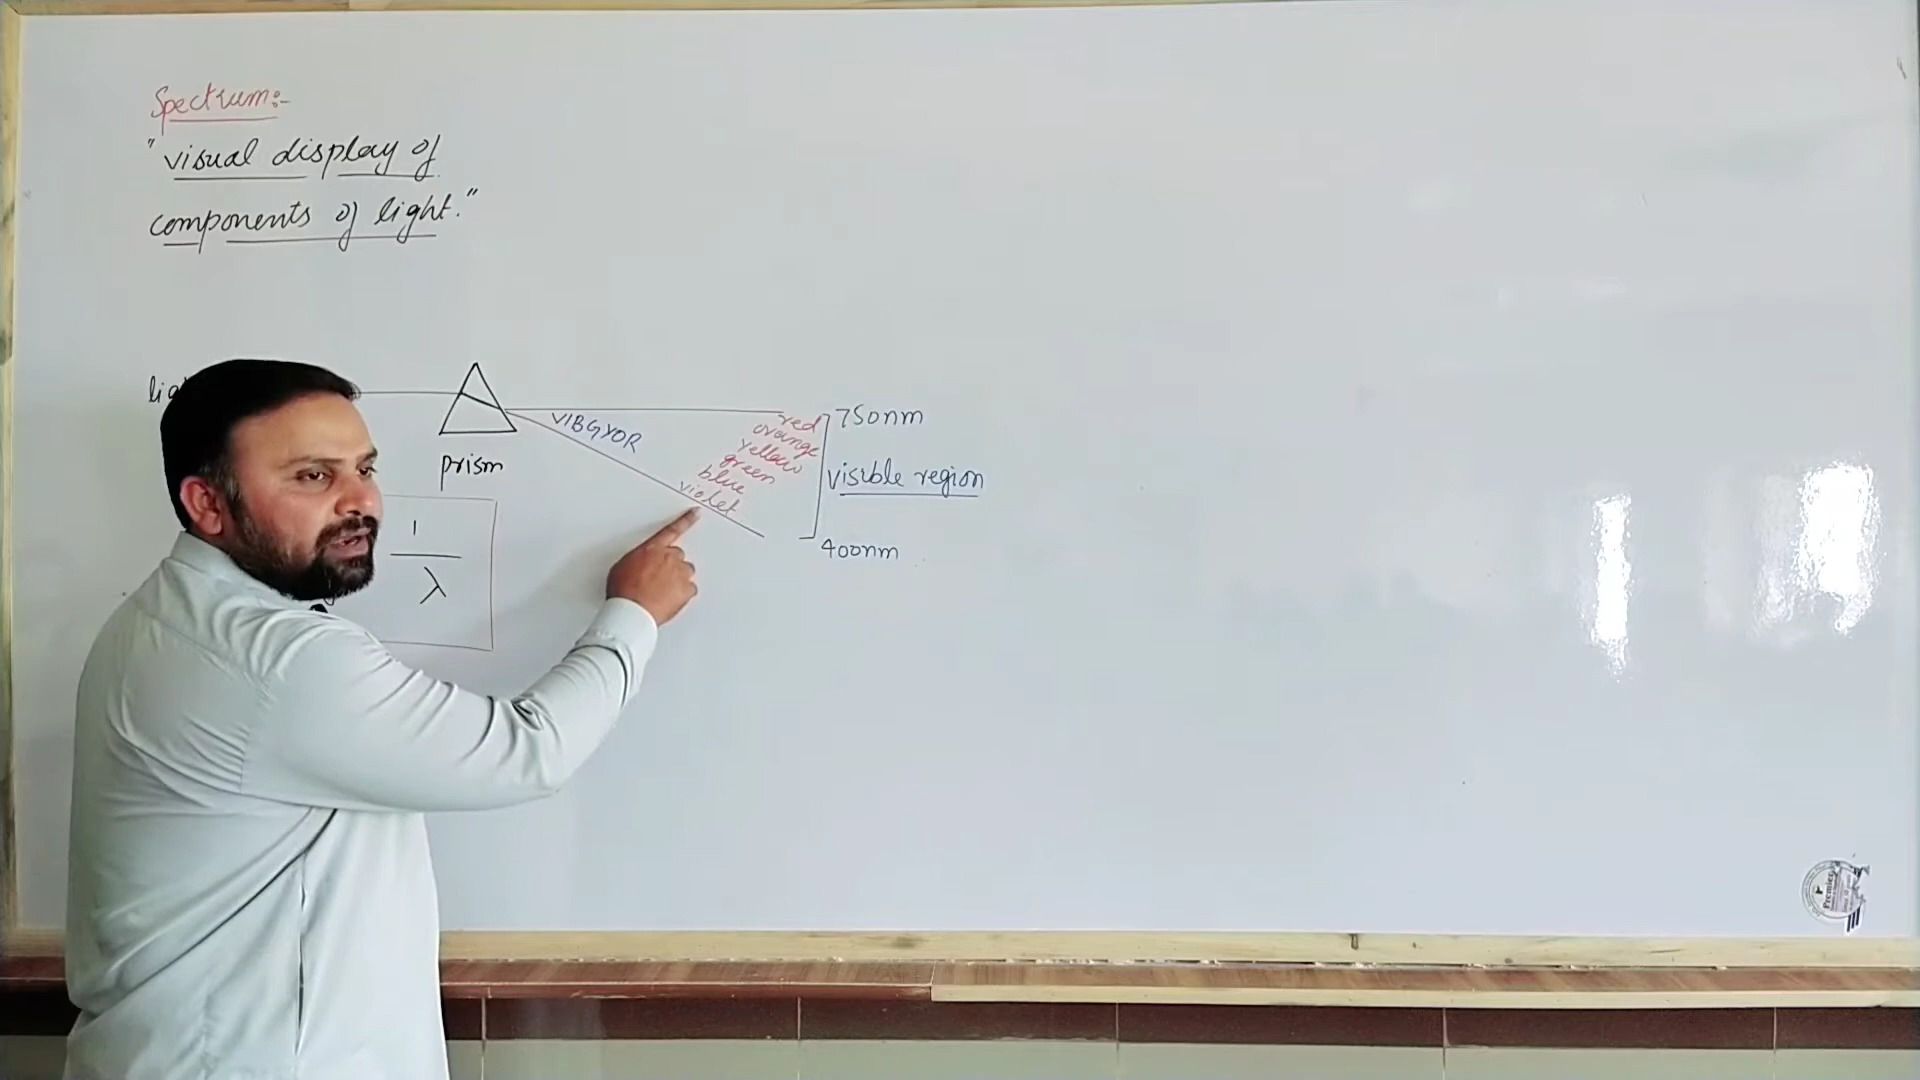 Spectrum:-
"visual display of
components of light."
prism
VIBGYOR
red
orange
yellow
green
blue
violet
750nm
visible region
400nm
1
λ
Premier